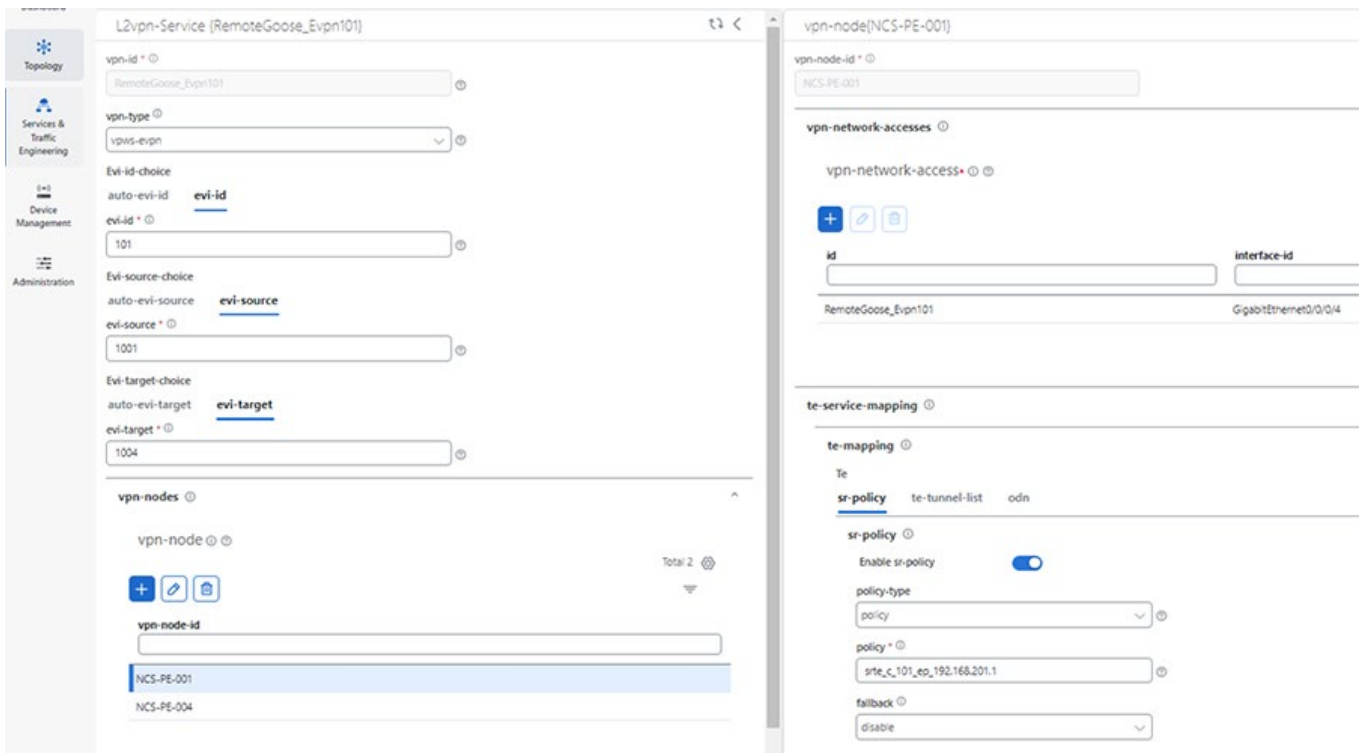 Topology
Services &
Traffic
Engineering
Device
Management
Administration
L2vpn-Service {RemoteGoose_Evpn101}
vpn-id *
RemoteGoose_Evpn101
vpn-type
vpws-evpn
Evi-id-choice
auto-evi-id evi-id
evi-id *
101
Evi-source-choice
auto-evi-source evi-source
evi-source *
1001
Evi-target-choice
auto-evi-target evi-target
evi-target *
1004
vpn-nodes
vpn-node
Total 2
vpn-node-id
NCS-PE-001
NCS-PE-004
vpn-node{NCS-PE-001}
vpn-node-id *
NCS-PE-001
vpn-network-accesses
vpn-network-access*
id interface-id
RemoteGoose_Evpn101 GigabitEthernet0/0/0/4
te-service-mapping
te-mapping
Te
sr-policy te-tunnel-list odn
sr-policy
Enable sr-policy
policy-type
policy
policy *
srte_c_101_ep_192.168.201.1
fallback
disable